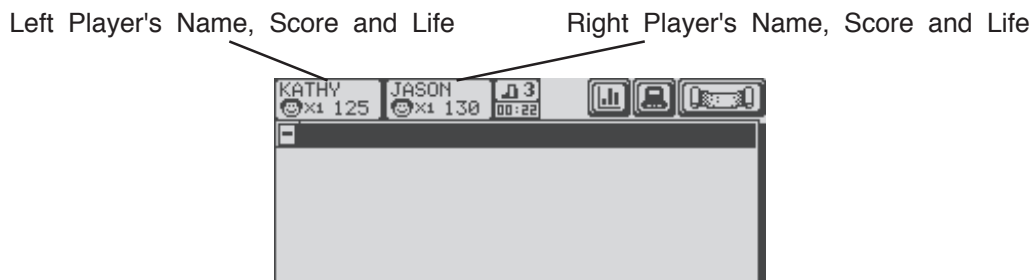 Left Player's Name, Score and Life
Right Player's Name, Score and Life
KATHY
×1 125
JASON
×1 130
3
00:22